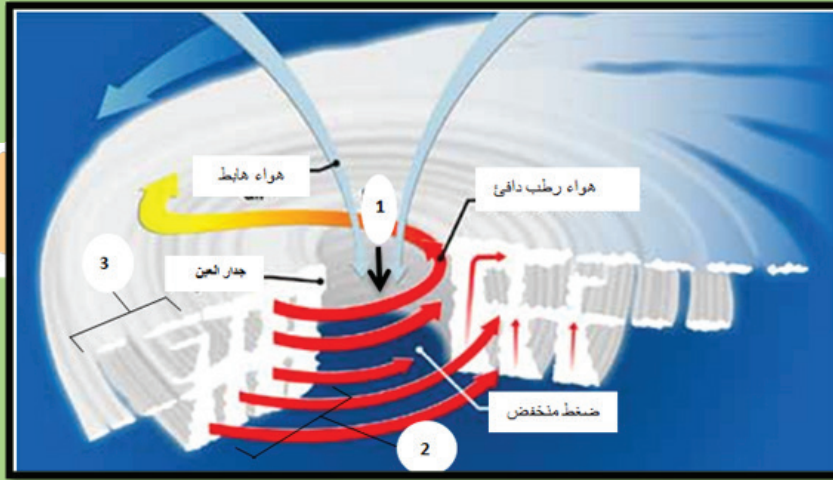 هواء هابط
هواء رطب دافئ
1
3
جدار العين
ضغط منخفض
2